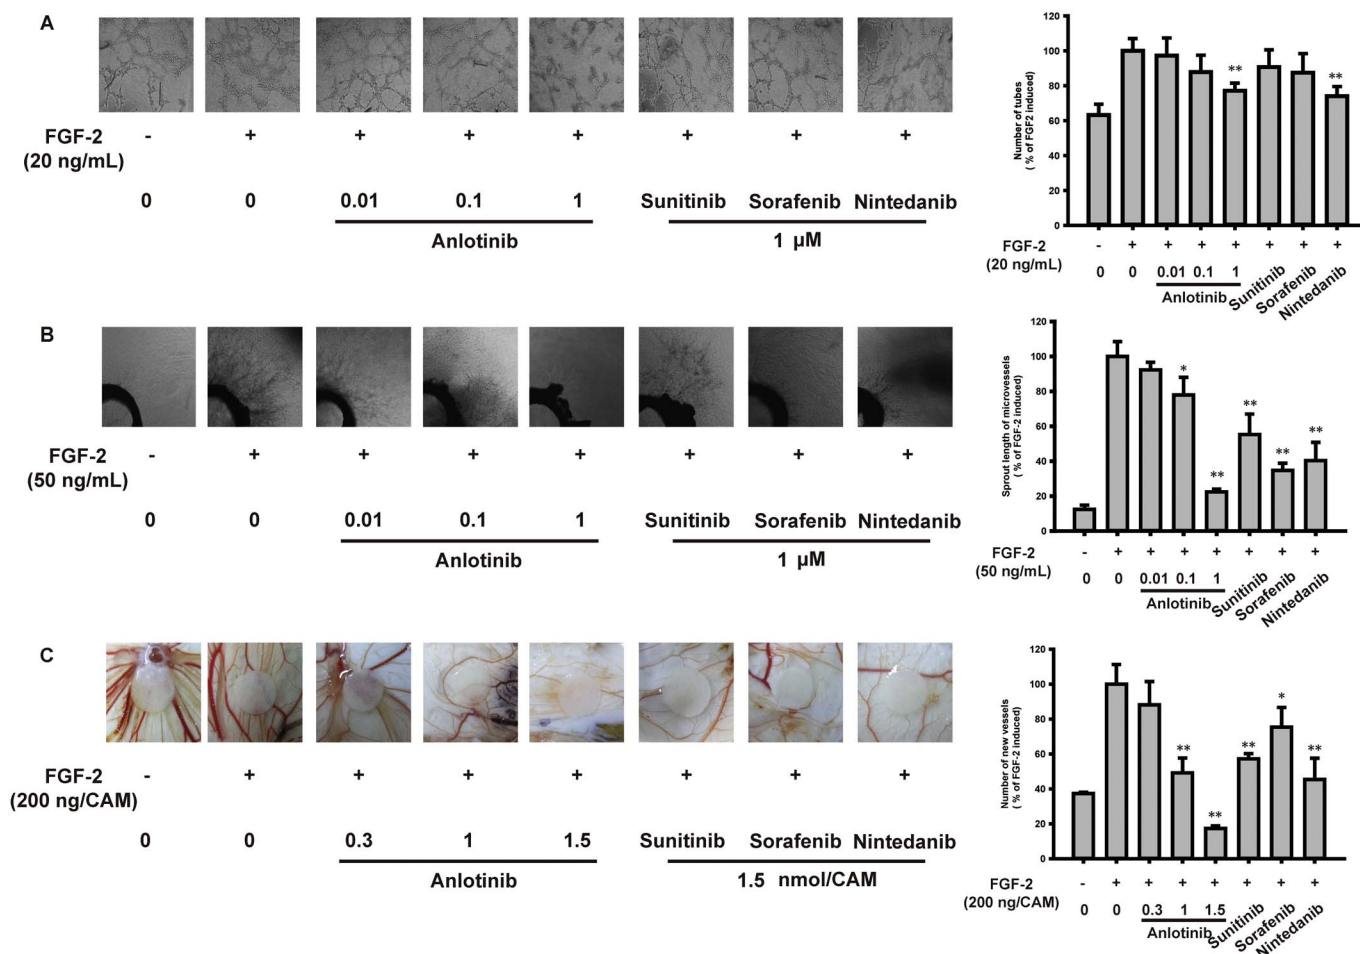 A
FGF-2 - + + + + + + +
(20 ng/mL)
0 0 0.01 0.1 1 Sunitinib Sorafenib Nintedanib
Anlotinib 1 μM
120
100
80
60
40
20
0
Number of tubes
( % of FGF2 induced)
** **
FGF-2 - + + + + + + +
(20 ng/mL)
0 0 0.01 0.1 1 Sunitinib Sorafenib Nintedanib
Anlotinib
B
FGF-2 - + + + + + + +
(50 ng/mL)
0 0 0.01 0.1 1 Sunitinib Sorafenib Nintedanib
Anlotinib 1 μM
120
100
80
60
40
20
0
Sprout length of microvessels
( % of FGF-2 induced)
* ** ** ** **
FGF-2 - + + + + + + +
(50 ng/mL)
0 0 0.01 0.1 1 Sunitinib Sorafenib Nintedanib
Anlotinib
C
FGF-2 - + + + + + + +
(200 ng/CAM)
0 0 0.3 1 1.5 Sunitinib Sorafenib Nintedanib
Anlotinib 1.5 nmol/CAM
120
100
80
60
40
20
0
Number of new vessels
( % of FGF-2 induced)
** ** ** * **
FGF-2 - + + + + + + +
(200 ng/CAM)
0 0 0.3 1 1.5 Sunitinib Sorafenib Nintedanib
Anlotinib